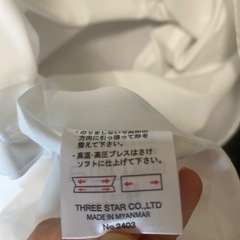 方向に引っ張って形を
整えて下さい。
・高温・高圧プレスはさけ
ソフトに仕上げて下さい。
THREE STAR CO.,LTD
MADE IN MYANMAR
No.2403